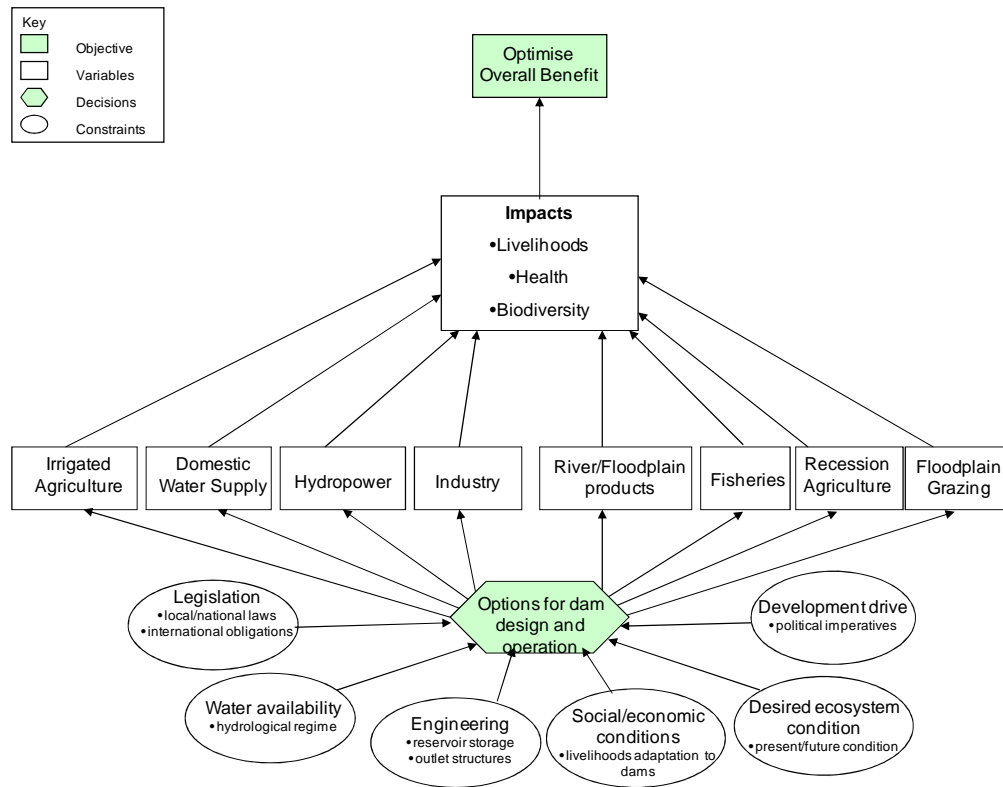 Key
Objective
Variables
Decisions
Constraints
Optimise
Overall Benefit
Impacts
•Livelihoods
•Health
•Biodiversity
Irrigated
Agriculture
Domestic
Water Supply
Hydropower
Industry
River/Floodplain
products
Fisheries
Recession
Agriculture
Floodplain
Grazing
Options for dam
design and
operation
Legislation
•local/national laws
•international obligations
Development drive
•political imperatives
Water availability
•hydrological regime
Engineering
•reservoir storage
•outlet structures
Social/economic
conditions
•livelihoods adaptation to
dams
Desired ecosystem
condition
•present/future condition